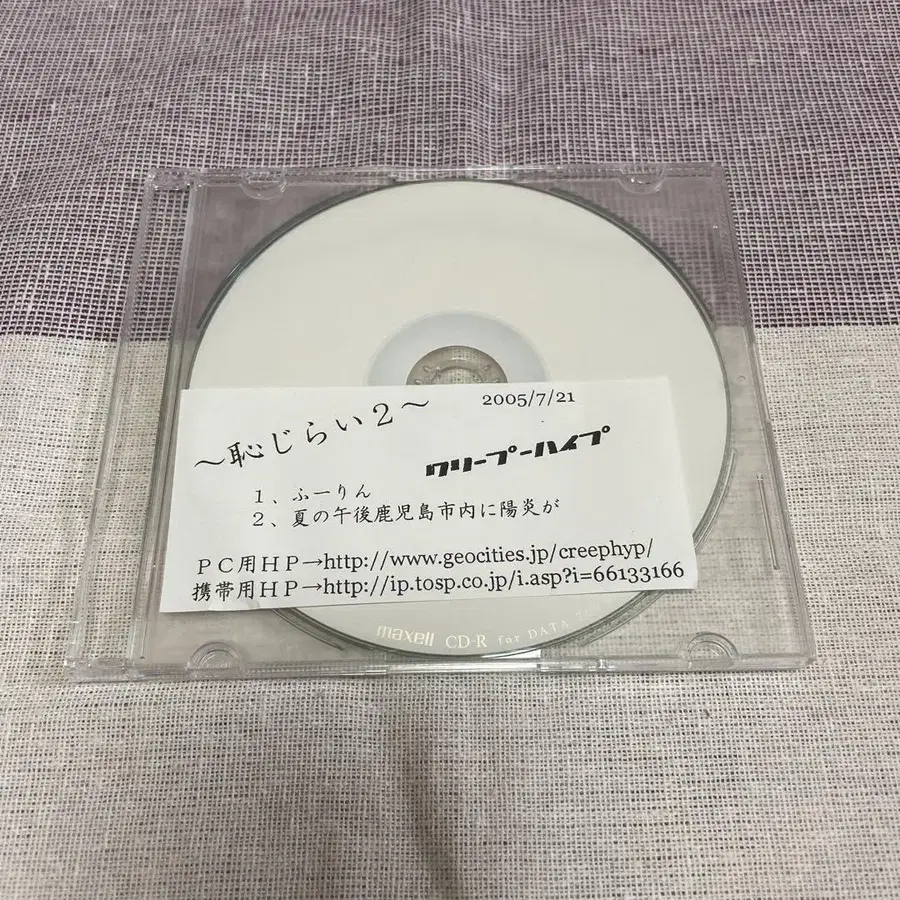 ～恥じらい２～ 2005/7/21
クリープハイプ
１、ふーりん
２、夏の午後鹿児島市内に陽炎が
ＰＣ用ＨＰ→http://www.geocities.jp/creephyp/
携帯用ＨＰ→http://ip.tosp.co.jp/i.asp?i=66133166
maxell CD-R for DATA